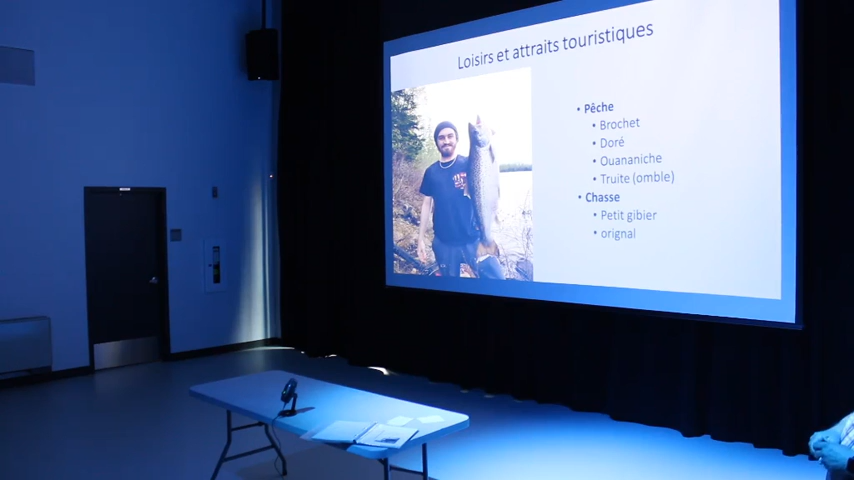 Loisirs et attraits touristiques
• Pêche
• Brochet
• Doré
• Ouananiche
• Truite (omble)
• Chasse
• Petit gibier
• orignal